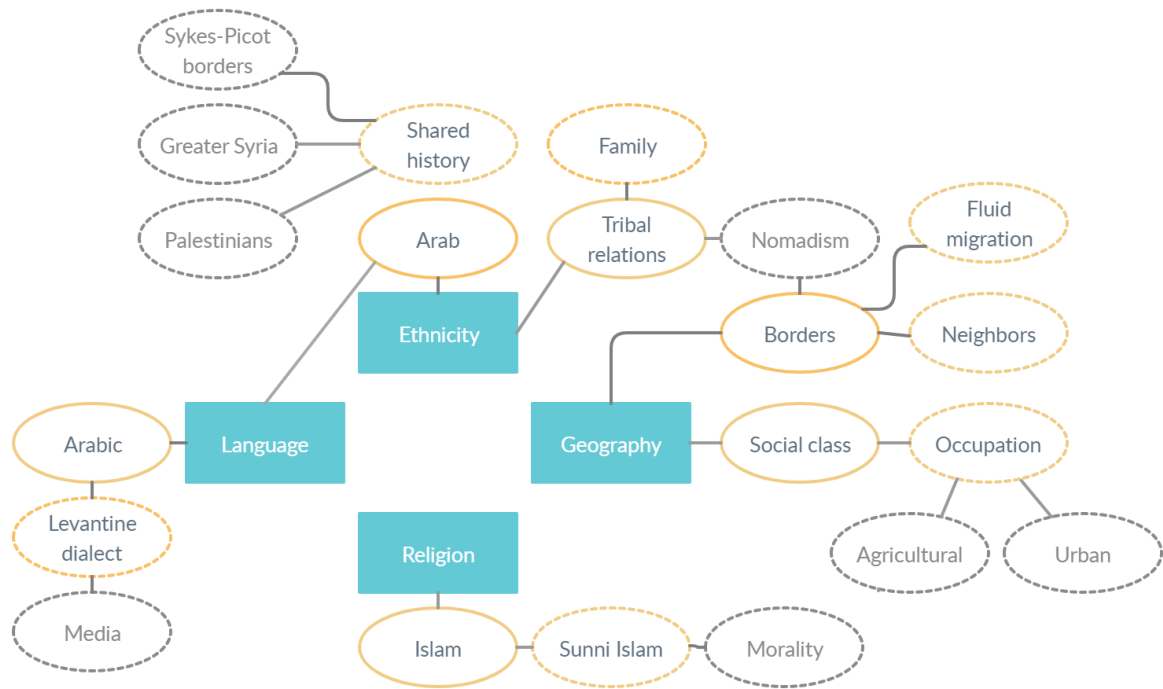 Sykes-Picot
borders
Greater Syria
Shared
history
Family
Palestinians
Arab
Tribal
relations
Nomadism
Fluid
migration
Ethnicity
Borders
Neighbors
Arabic
Language
Geography
Social class
Occupation
Levantine
dialect
Religion
Agricultural
Urban
Media
Islam
Sunni Islam
Morality